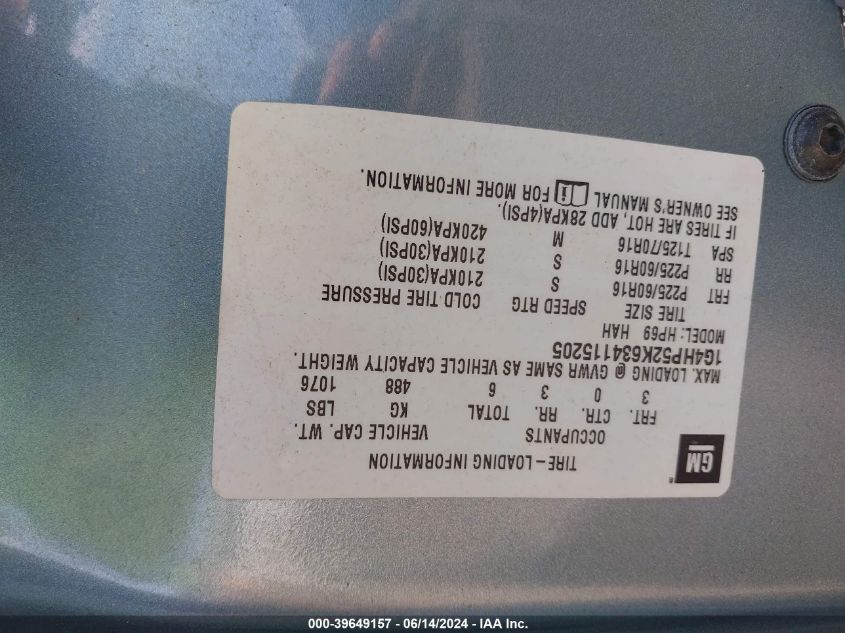 GM
TIRE-LOADING INFORMATION
OCCUPANTS VEHICLE CAP. WT.
FRT. CTR. RR. TOTAL KG LBS
3 0 3 6 488 1076
MAX. LOADING @ GVWR SAME AS VEHICLE CAPACITY WEIGHT.
1G4HP52K634115205
MODEL: HP69 HAH
TIRE SIZE SPEED RTG COLD TIRE PRESSURE
FRT P225/60R16 S 210KPA(30PSI)
RR P225/60R16 S 210KPA(30PSI)
SPA T125/70R16 M 420KPA(60PSI)
IF TIRES ARE HOT, ADD 28KPA(4PSI).
SEE OWNER'S MANUAL FOR MORE INFORMATION.
000-39649157 - 06/14/2024 - IAA Inc.